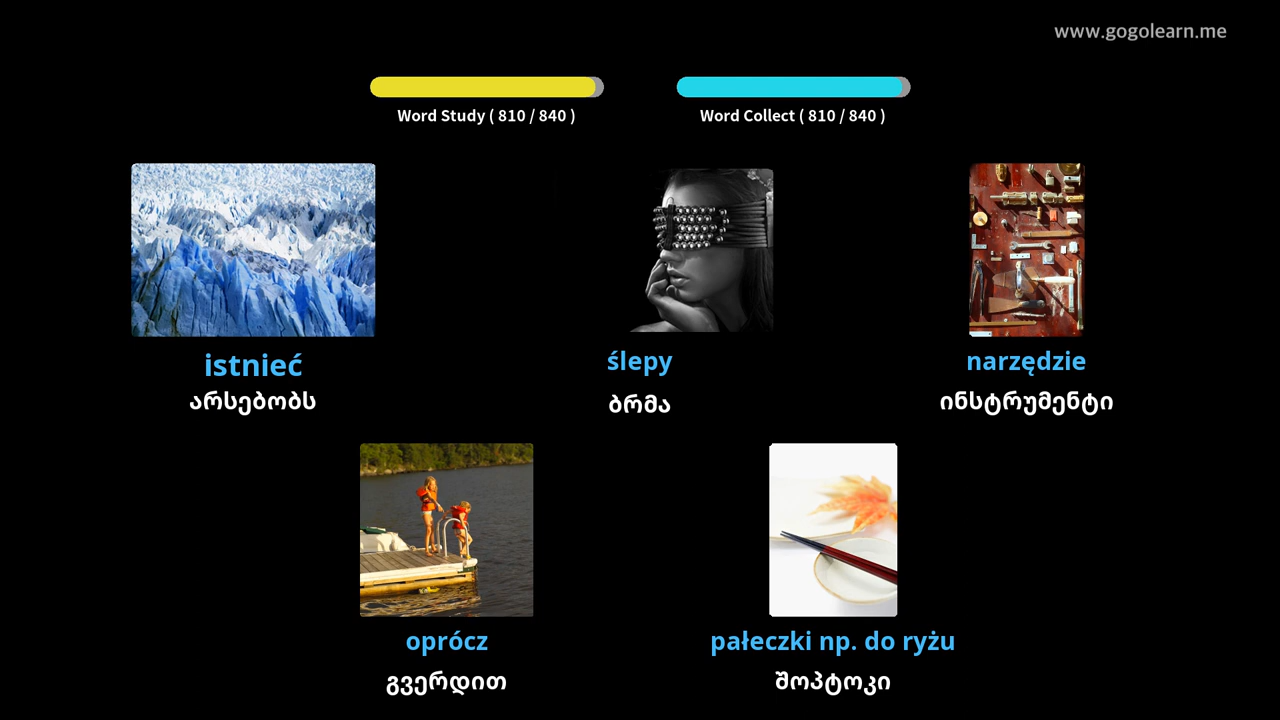 www.gogolearn.me
Word Study ( 810 / 840 )
Word Collect ( 810 / 840 )
istnieć
არსებობს
ślepy
ბრმა
narzędzie
ინსტრუმენტი
oprócz
გვერდით
pałeczki np. do ryżu
შოპტოკი